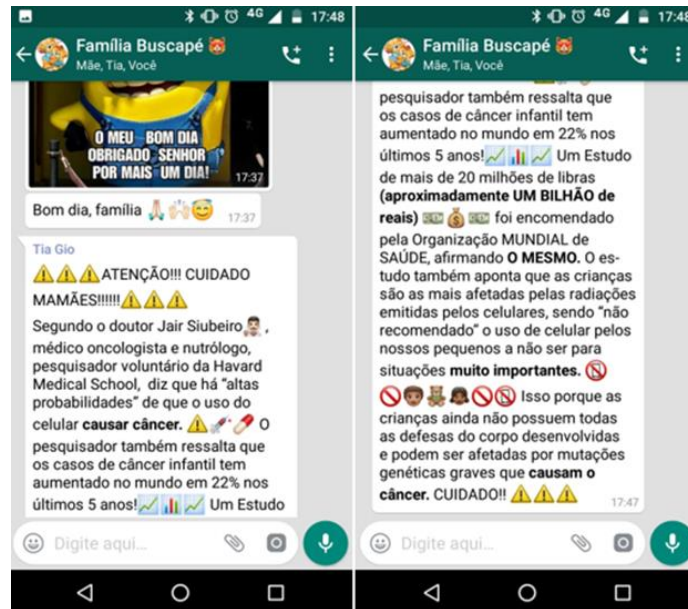 4G 17:48
Família Buscapé
Mãe, Tia, Você
O MEU BOM DIA
OBRIGADO SENHOR
POR MAIS UM DIA!
17:37
Bom dia, família 🙏🏻🙌🏻😇 17:37
Tia Gio
⚠️⚠️⚠️ATENÇÃO!!! CUIDADO
MAMÃES!!!!!!⚠️⚠️⚠️
Segundo o doutor Jair Siubeiro👨🏻‍⚕️,
médico oncologista e nutrólogo,
pesquisador voluntário da Havard
Medical School, diz que há “altas
probabilidades” de que o uso do
celular causar câncer. ⚠️💉💊 O
pesquisador também ressalta que
os casos de câncer infantil tem
aumentado no mundo em 22% nos
últimos 5 anos!📈📊📈 Um Estudo
Digite aqui...
4G 17:48
Família Buscapé
Mãe, Tia, Você
pesquisador também ressalta que
os casos de câncer infantil tem
aumentado no mundo em 22% nos
últimos 5 anos!📈📊📈 Um Estudo
de mais de 20 milhões de libras
(aproximadamente UM BILHÃO de
reais) 💵💰💵 foi encomendado
pela Organização MUNDIAL de
SAÚDE, afirmando O MESMO. O es-
tudo também aponta que as crianças
são as mais afetadas pelas radiações
emitidas pelos celulares, sendo “não
recomendado” o uso de celular pelos
nossos pequenos a não ser para
situações muito importantes. 📵
🚫👦🏽🧸👧🏾🚫📵 Isso porque as
crianças ainda não possuem todas
as defesas do corpo desenvolvidas
e podem ser afetadas por mutações
genéticas graves que causam o
câncer. CUIDADO!! ⚠️⚠️⚠️
17:47
Digite aqui...